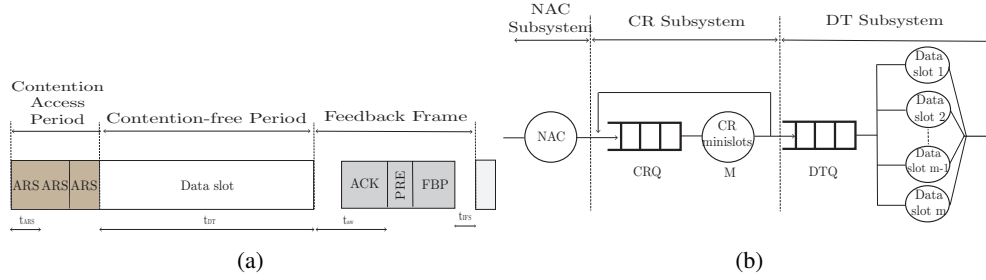 Contention
Access
Period
Contention-free Period
Feedback Frame
ARS ARS ARS
Data slot
ACK
PRE
FBP
tARS
tDT
taw
tIFS
(a)
NAC
Subsystem
CR Subsystem
DT Subsystem
NAC
CRQ
CR
minislots
M
DTQ
Data
slot 1
Data
slot 2
Data
slot m-1
Data
slot m
(b)